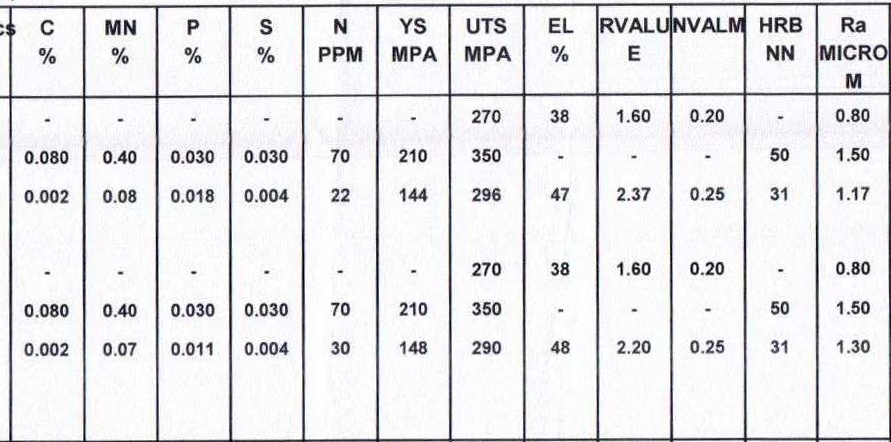 cs C MN P S N YS UTS EL RVALU NVALM HRB Ra
% % % % PPM MPA MPA % E NN MICRO
M
- - - - - - 270 38 1.60 0.20 - 0.80
0.080 0.40 0.030 0.030 70 210 350 - - - 50 1.50
0.002 0.08 0.018 0.004 22 144 296 47 2.37 0.25 31 1.17
- - - - - - 270 38 1.60 0.20 - 0.80
0.080 0.40 0.030 0.030 70 210 350 - - - 50 1.50
0.002 0.07 0.011 0.004 30 148 290 48 2.20 0.25 31 1.30